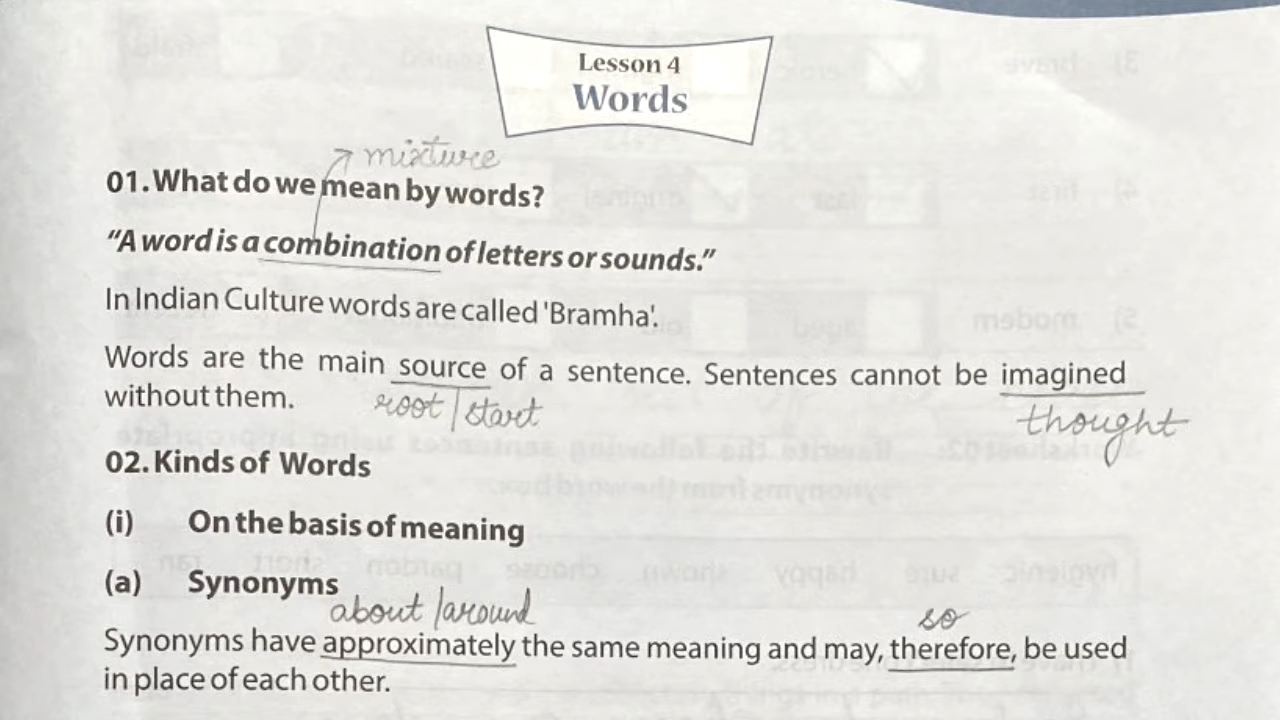 Lesson 4
Words
mixture
01. What do we mean by words?
“A word is a combination of letters or sounds.”
In Indian Culture words are called 'Bramha'.
Words are the main source of a sentence. Sentences cannot be imagined
without them.
root | start
thought
02. Kinds of Words
(i) On the basis of meaning
(a) Synonyms
about / around
so
Synonyms have approximately the same meaning and may, therefore, be used
in place of each other.